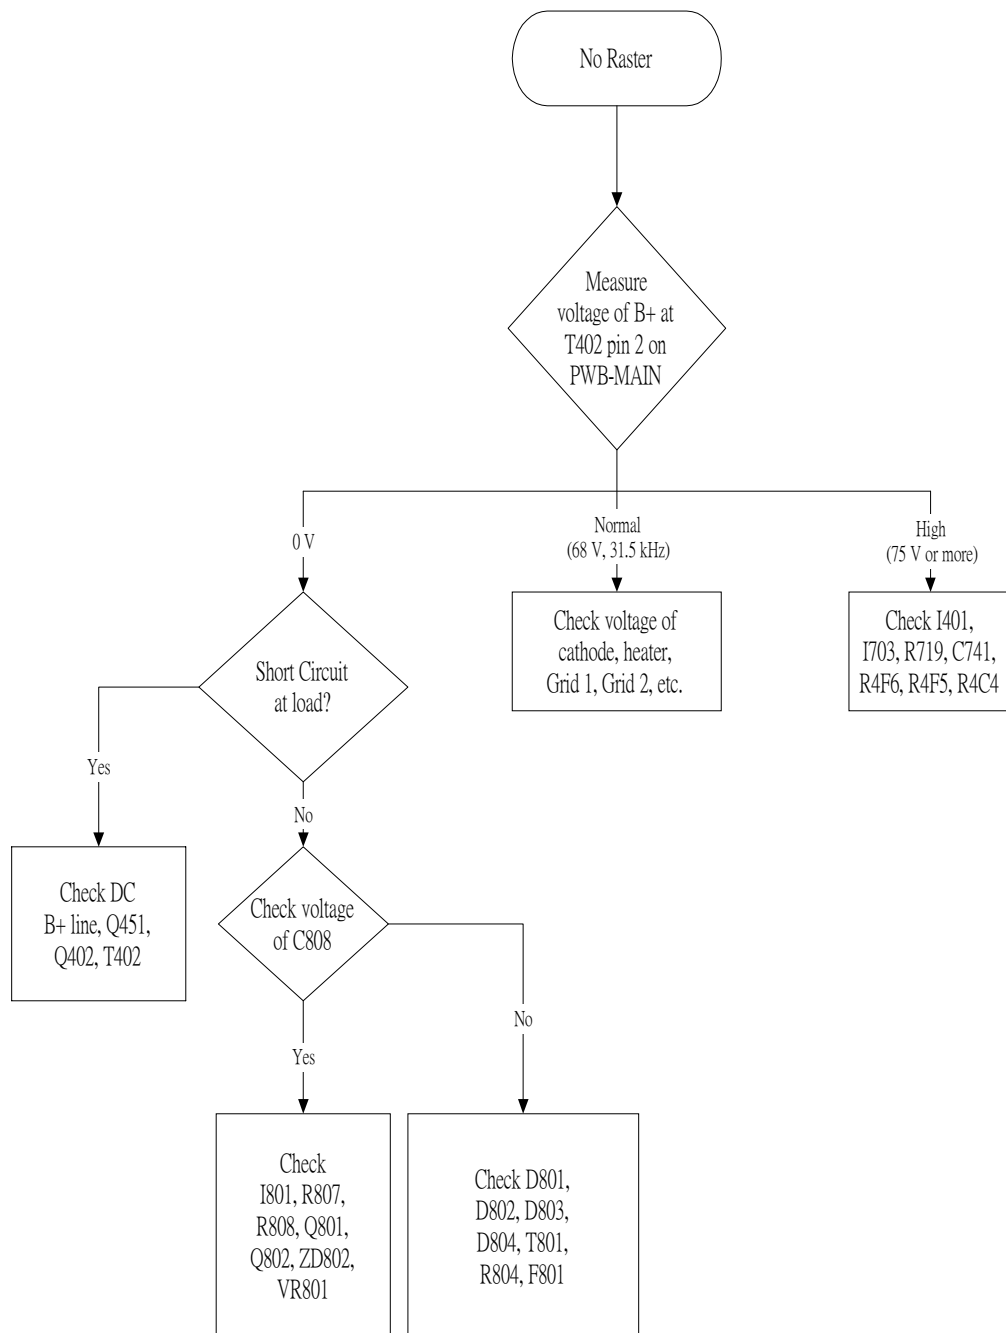 No Raster
Measure
voltage of B+ at
T402 pin 2 on
PWB-MAIN
0 V
Normal
(68 V, 31.5 kHz)
High
(75 V or more)
Short Circuit
at load?
Check voltage of
cathode, heater,
Grid 1, Grid 2, etc.
Check I401,
I703, R719, C741,
R4F6, R4F5, R4C4
Yes
No
Check DC
B+ line, Q451,
Q402, T402
Check voltage
of C808
Yes
No
Check
I801, R807,
R808, Q801,
Q802, ZD802,
VR801
Check D801,
D802, D803,
D804, T801,
R804, F801